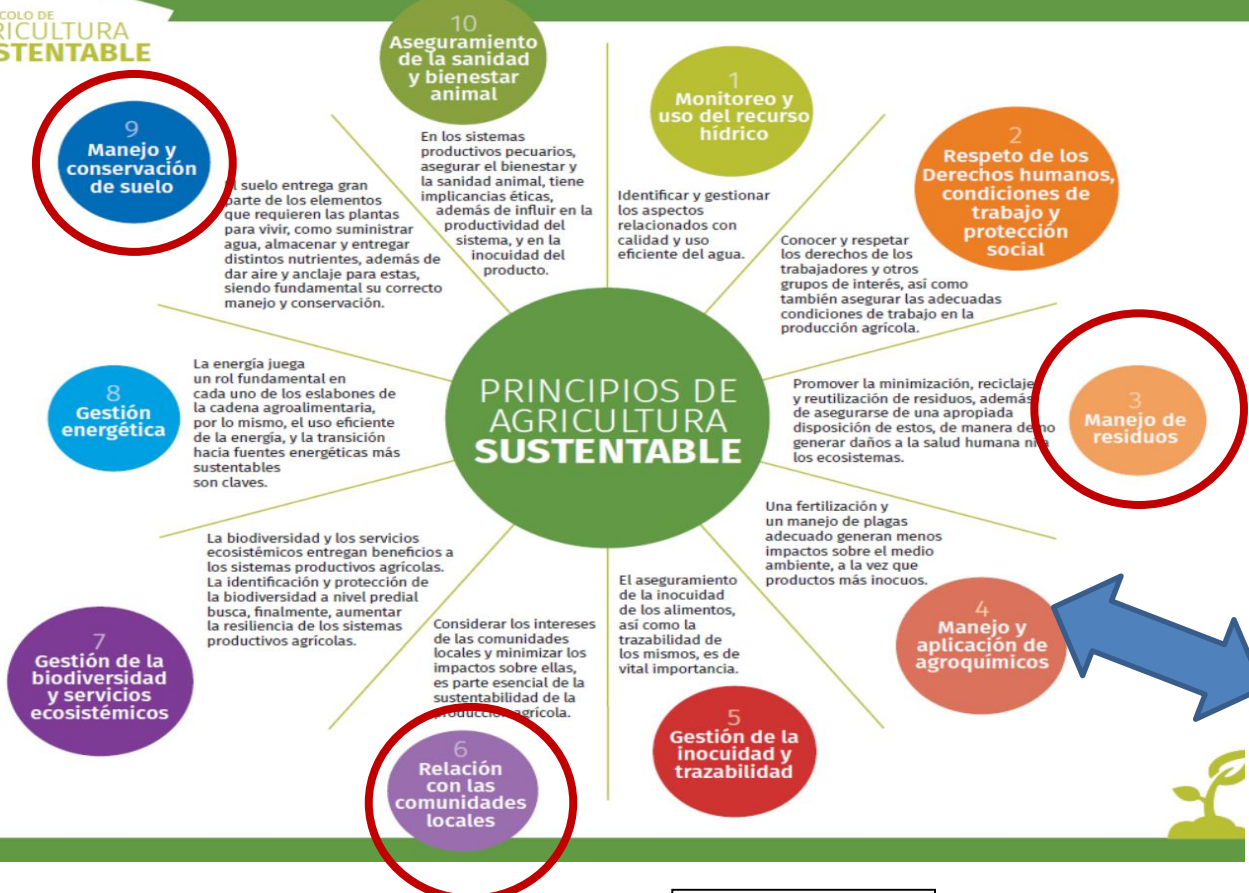 COLO DE
RICULTURA
STENTABLE
PRINCIPIOS DE
AGRICULTURA
SUSTENTABLE
1
Monitoreo y
uso del recurso
hídrico
Identificar y gestionar
los aspectos
relacionados con
calidad y uso
eficiente del agua.
2
Respeto de los
Derechos humanos,
condiciones de
trabajo y
protección
social
Conocer y respetar
los derechos de los
trabajadores y otros
grupos de interés, así como
también asegurar las adecuadas
condiciones de trabajo en la
producción agrícola.
3
Manejo de
residuos
Promover la minimización, reciclaje
y reutilización de residuos, además
de asegurarse de una apropiada
disposición de estos, de manera de no
generar daños a la salud humana ni a
los ecosistemas.
4
Manejo y
aplicación de
agroquímicos
Una fertilización y
un manejo de plagas
adecuado generan menos
impactos sobre el medio
ambiente, a la vez que
productos más inocuos.
5
Gestión de la
inocuidad y
trazabilidad
El aseguramiento
de la inocuidad
de los alimentos,
así como la
trazabilidad de
los mismos, es de
vital importancia.
6
Relación
con las
comunidades
locales
Considerar los intereses
de las comunidades
locales y minimizar los
impactos sobre ellas,
es parte esencial de la
sustentabilidad de la
producción agrícola.
7
Gestión de la
biodiversidad
y servicios
ecosistémicos
La biodiversidad y los servicios
ecosistémicos entregan beneficios a
los sistemas productivos agrícolas.
La identificación y protección de
la biodiversidad a nivel predial
busca, finalmente, aumentar
la resiliencia de los sistemas
productivos agrícolas.
8
Gestión
energética
La energía juega
un rol fundamental en
cada uno de los eslabones de
la cadena agroalimentaria,
por lo mismo, el uso eficiente
de la energía, y la transición
hacia fuentes energéticas más
sustentables
son claves.
9
Manejo y
conservación
de suelo
El suelo entrega gran
parte de los elementos
que requieren las plantas
para vivir, como suministrar
agua, almacenar y entregar
distintos nutrientes, además de
dar aire y anclaje para estas,
siendo fundamental su correcto
manejo y conservación.
10
Aseguramiento
de la sanidad
y bienestar
animal
En los sistemas
productivos pecuarios,
asegurar el bienestar y
la sanidad animal, tiene
implicancias éticas,
además de influir en la
productividad del
sistema, y en la
inocuidad del
producto.